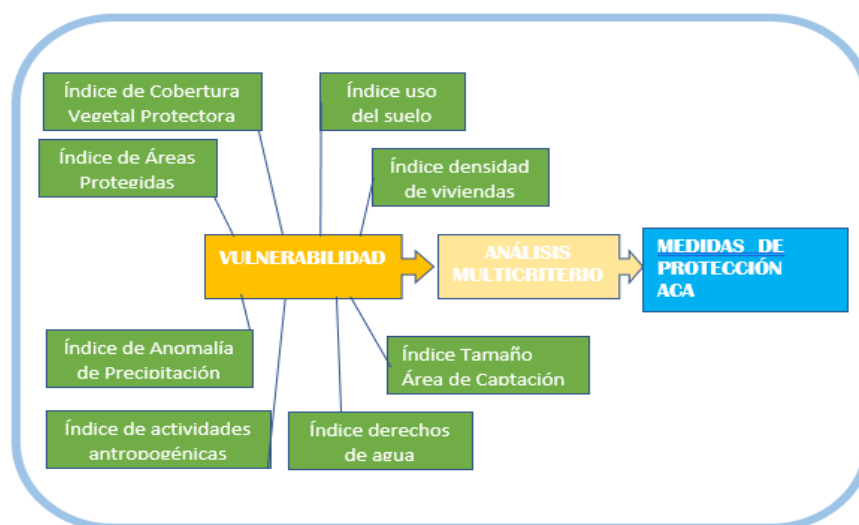 Índice de Cobertura
Vegetal Protectora
Índice uso
del suelo
Índice de Áreas
Protegidas
Índice densidad
de viviendas
VULNERABILIDAD
ANÁLISIS
MULTICRITERIO
MEDIDAS DE
PROTECCIÓN
ACA
Índice de Anomalía
de Precipitación
Índice Tamaño
Área de Captación
Índice de actividades
antropogénicas
Índice derechos
de agua